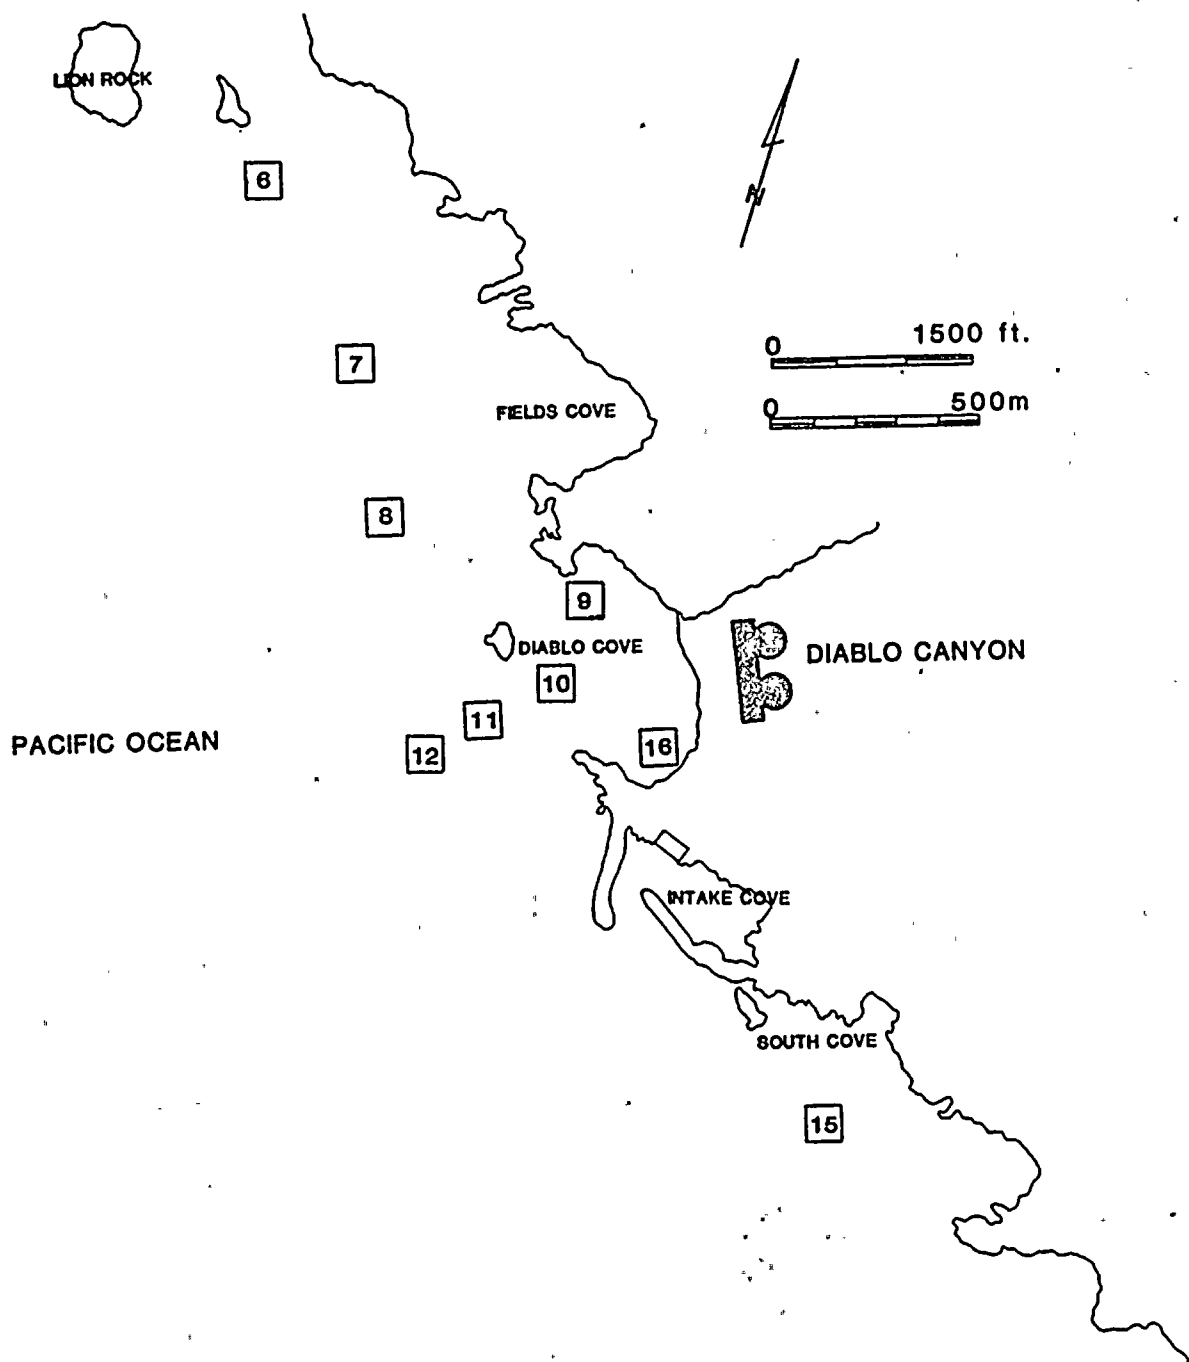 LION ROCK
6
N
0 1500 ft.
7
0 500m
FIELDS COVE
8
9
DIABLO COVE
DIABLO CANYON
10
11
PACIFIC OCEAN
12
16
INTAKE COVE
SOUTH COVE
15